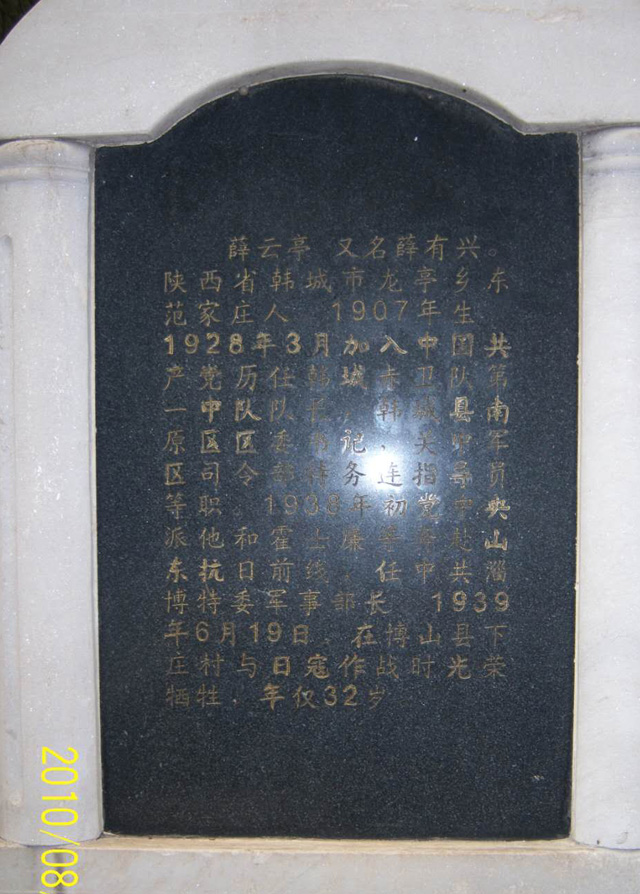 薛云亭 又名薛有兴。
陕西省韩城市龙亭乡东
范家庄人 1907年生
1928年3月加入中国共
产党 历任韩城卡卫队第
一中队队长 韩城县南
原区区委书记, 关中军
区司令部特务连指导员
等职 1938年初党中央
派他和霍士廉等赴山
东抗日前线, 任中共淄
博特委军事部长 1939
年6月19日 在博山县下
庄村与日寇作战时光荣
牺牲, 年仅32岁
2010/08